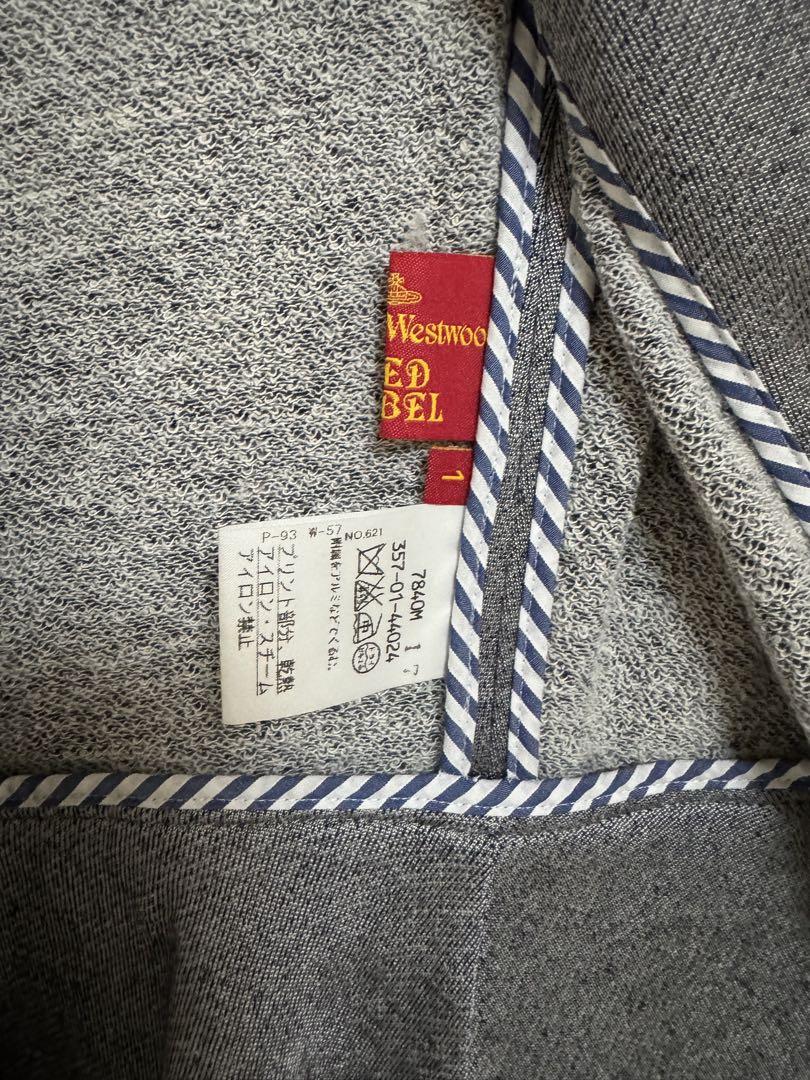 Westwoo
ED
BEL
1
7840M 1
357-01-44024
NO.621
P-93
プリント部分、乾熱
アイロン・スチーム
アイロン禁止